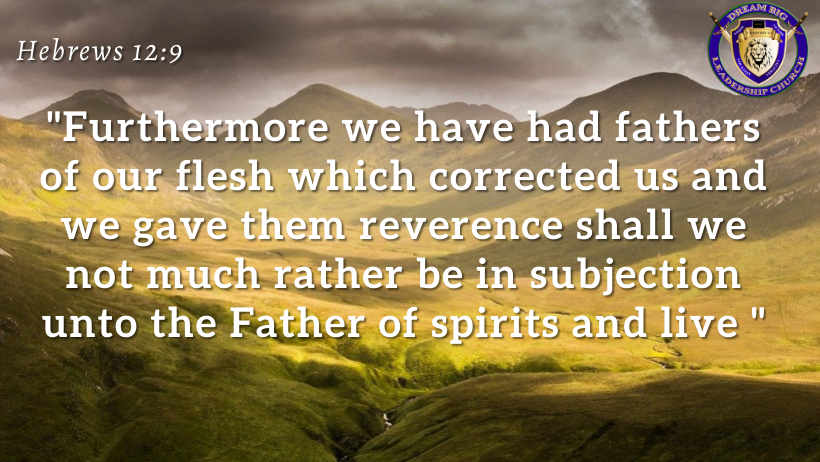 Hebrews 12:9
DREAM BIG
LEADERSHIP CHURCH
"Furthermore we have had fathers
of our flesh which corrected us and
we gave them reverence shall we
not much rather be in subjection
unto the Father of spirits and live "